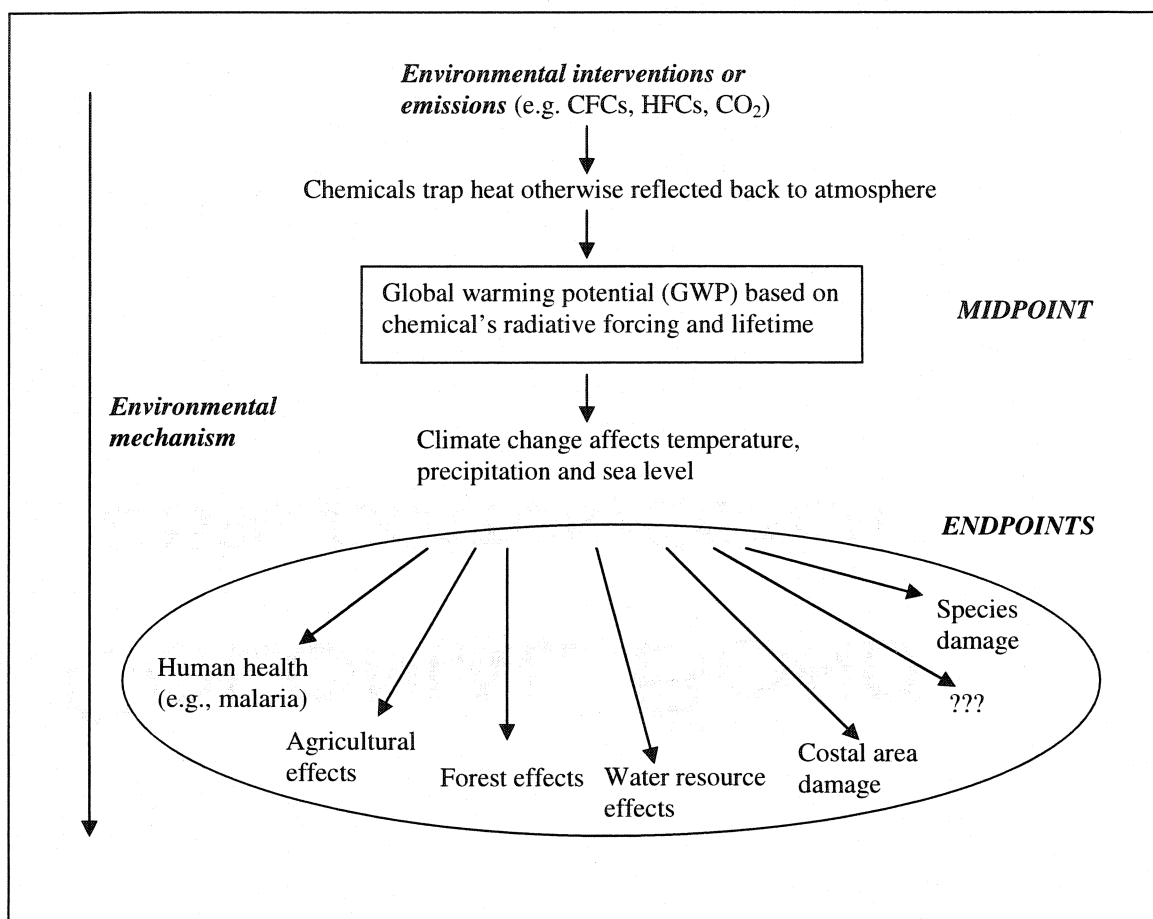 Environmental interventions or
emissions (e.g. CFCs, HFCs, CO₂)
Chemicals trap heat otherwise reflected back to atmosphere
Global warming potential (GWP) based on
chemical's radiative forcing and lifetime
MIDPOINT
Environmental
mechanism
Climate change affects temperature,
precipitation and sea level
ENDPOINTS
Species
damage
Human health
(e.g., malaria)
???
Agricultural
effects
Forest effects
Water resource
effects
Costal area
damage